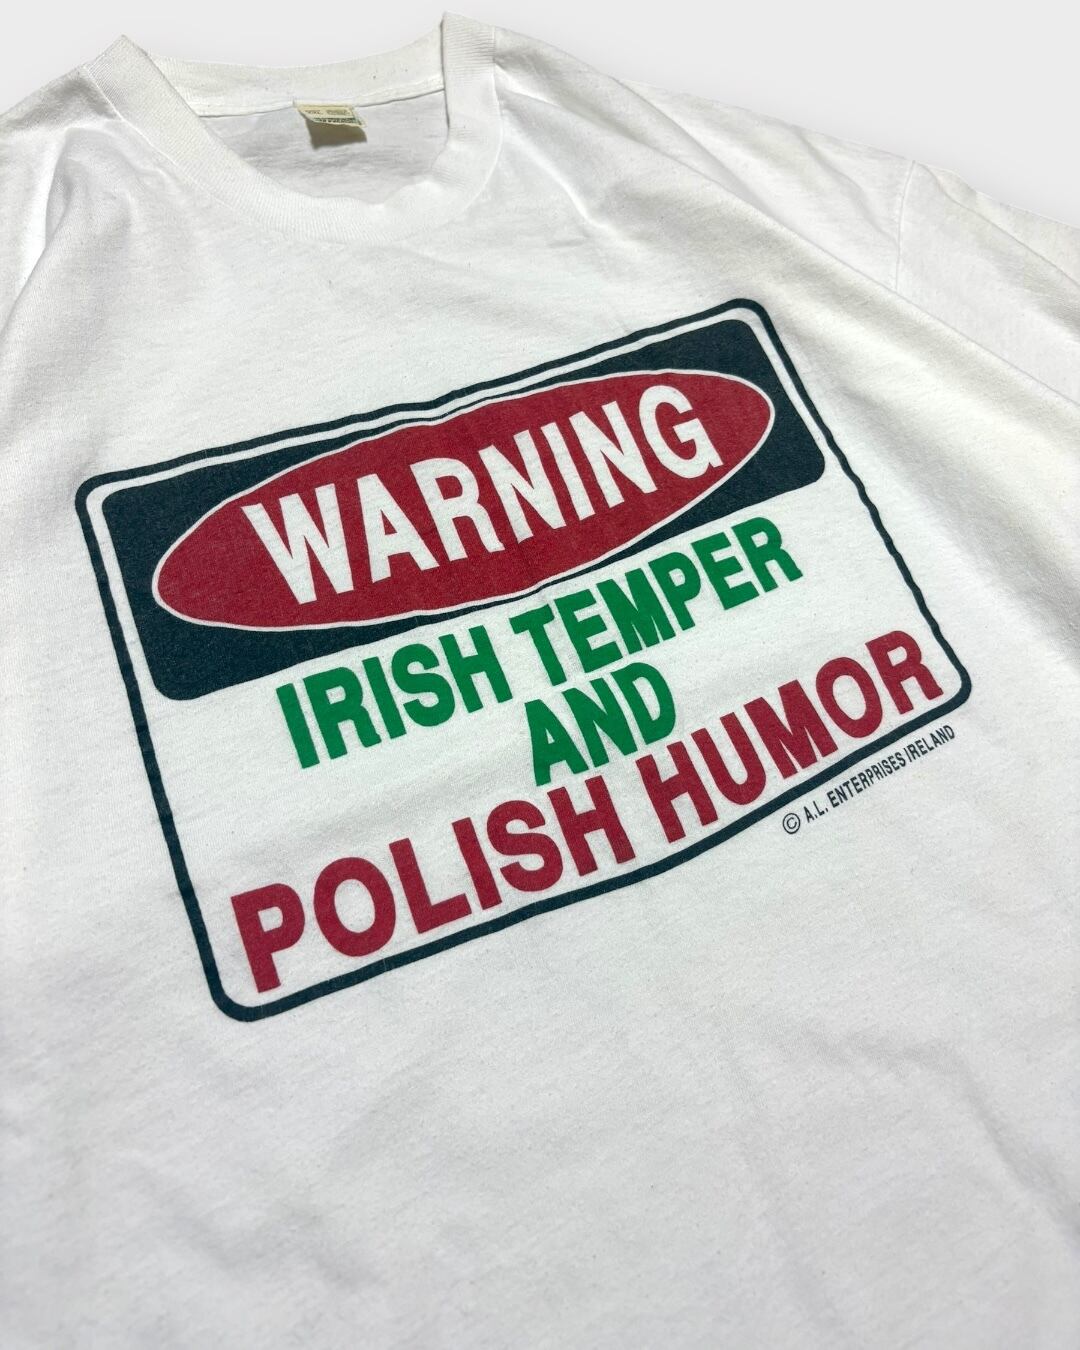 WARNING
IRISH TEMPER
AND
POLISH HUMOR
© A.L. ENTERPRISES IRELAND